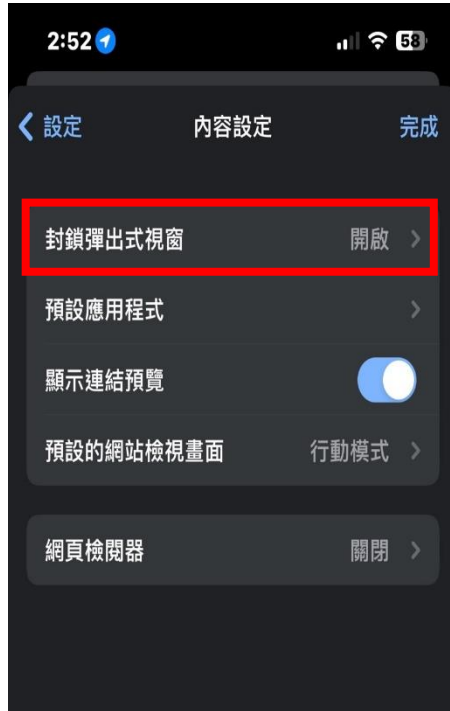 2:52 58
設定 內容設定 完成
封鎖彈出式視窗 開啟
預設應用程式
顯示連結預覽
預設的網站檢視畫面 行動模式
網頁檢閱器 關閉